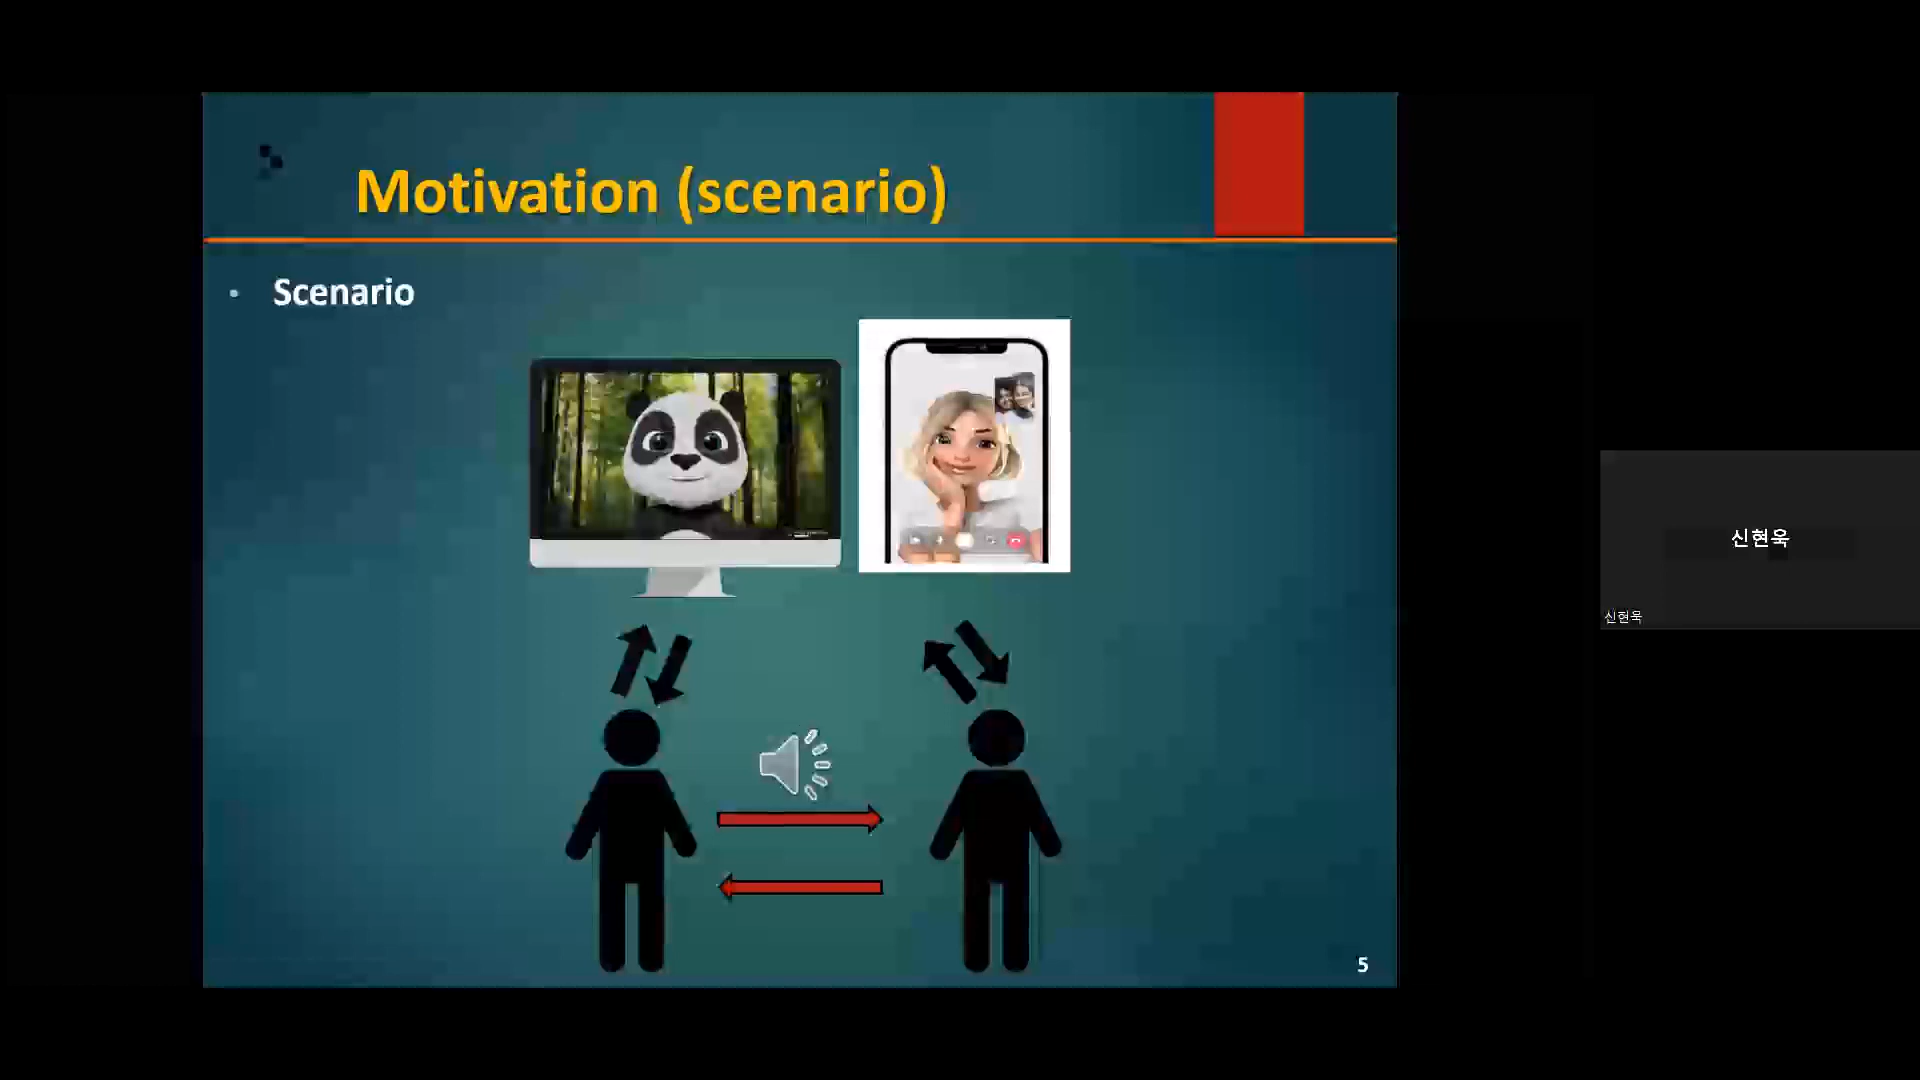 Motivation (scenario)
• Scenario
신현욱
신현욱
5